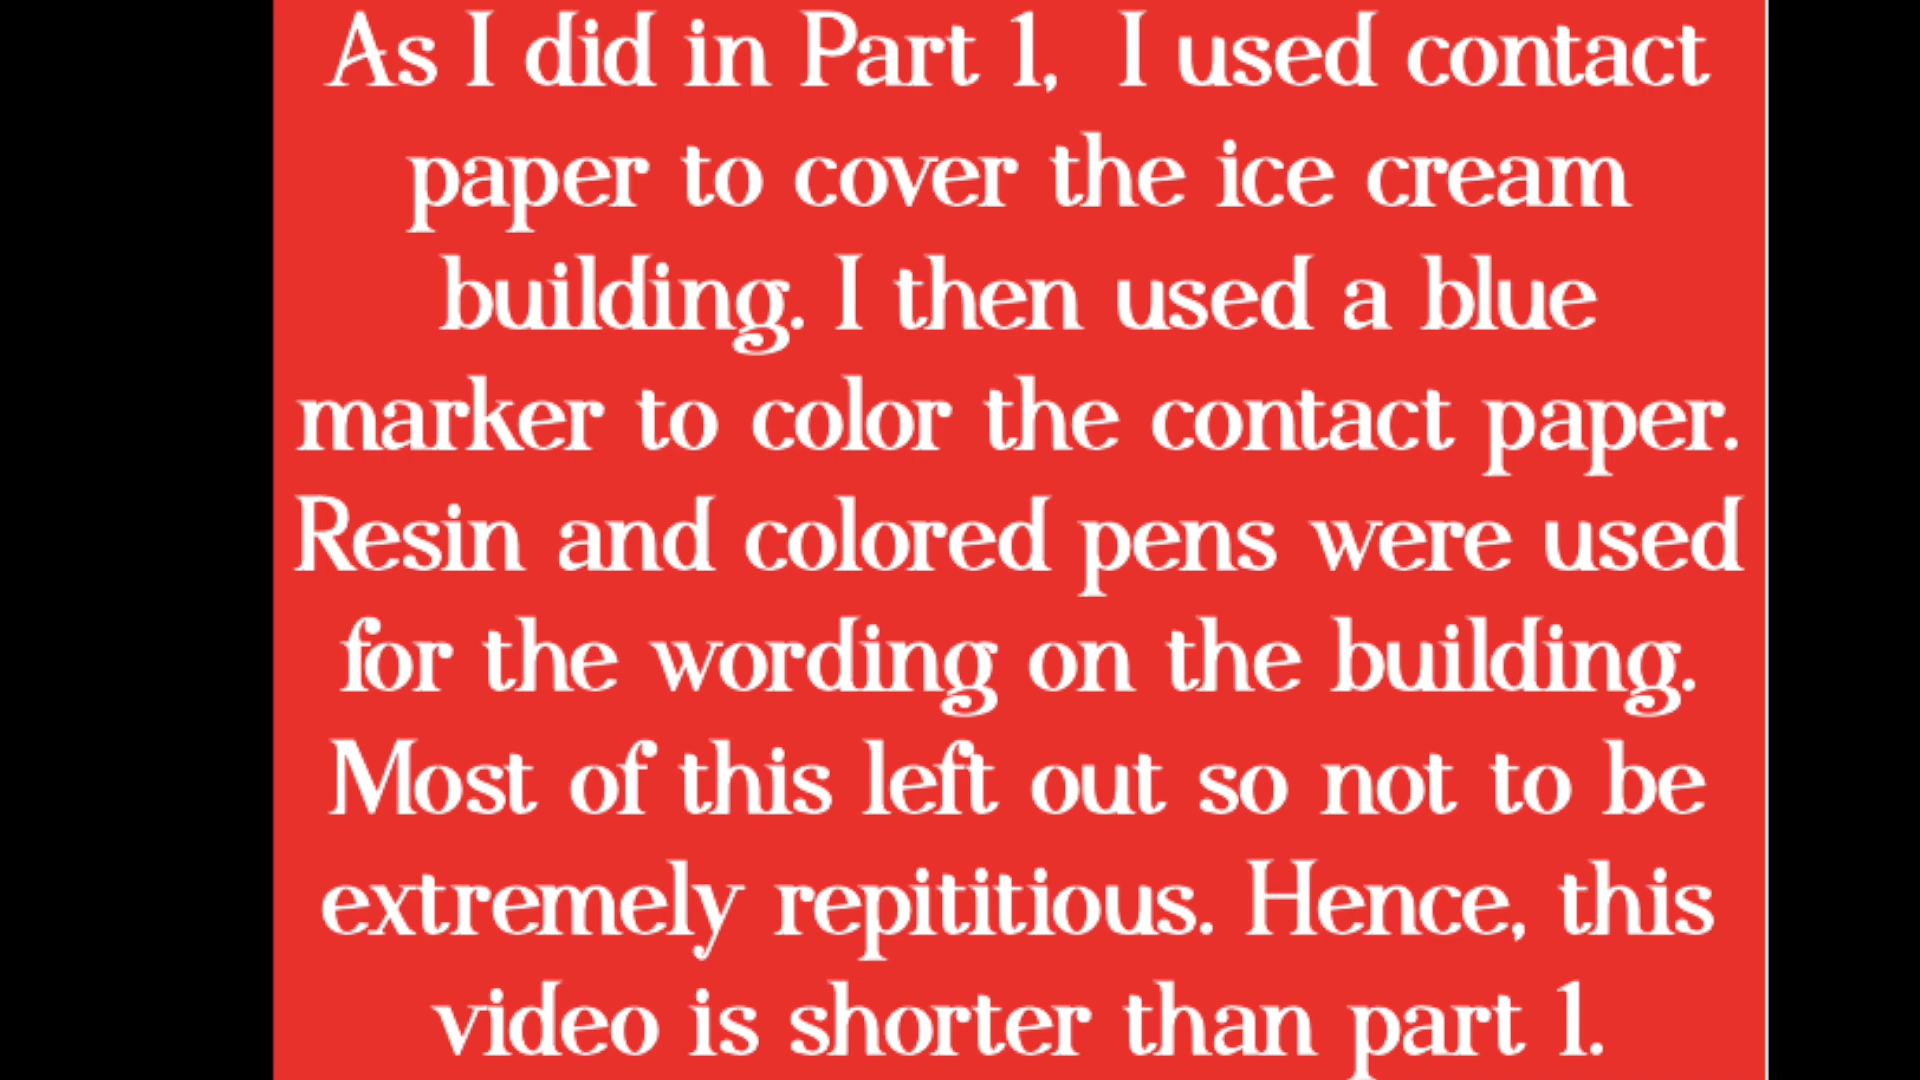 As I did in Part 1,  I used contact
paper to cover the ice cream
building. I then used a blue
marker to color the contact paper.
Resin and colored pens were used
for the wording on the building.
Most of this left out so not to be
extremely repititious. Hence, this
video is shorter than part 1.